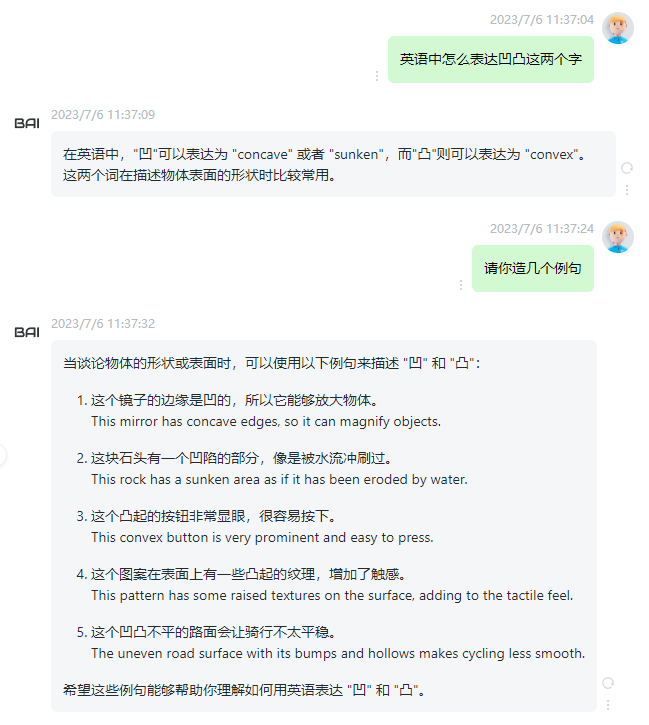 2023/7/6 11:37:04
英语中怎么表达凹凸这两个字
2023/7/6 11:37:09
BAI
在英语中，"凹"可以表达为 "concave" 或者 "sunken"，而"凸"则可以表达为 "convex"。
这两个词在描述物体表面的形状时比较常用。
2023/7/6 11:37:24
请你造几个例句
2023/7/6 11:37:32
BAI
当谈论物体的形状或表面时，可以使用以下例句来描述 "凹" 和 "凸"：
1. 这个镜子的边缘是凹的，所以它能够放大物体。
This mirror has concave edges, so it can magnify objects.
2. 这块石头有一个凹陷的部分，像是被水流冲刷过。
This rock has a sunken area as if it has been eroded by water.
3. 这个凸起的按钮非常显眼，很容易按下。
This convex button is very prominent and easy to press.
4. 这个图案在表面上有一些凸起的纹理，增加了触感。
This pattern has some raised textures on the surface, adding to the tactile feel.
5. 这个凹凸不平的路面会让骑行不太平稳。
The uneven road surface with its bumps and hollows makes cycling less smooth.
希望这些例句能够帮助你理解如何用英语表达 "凹" 和 "凸"。